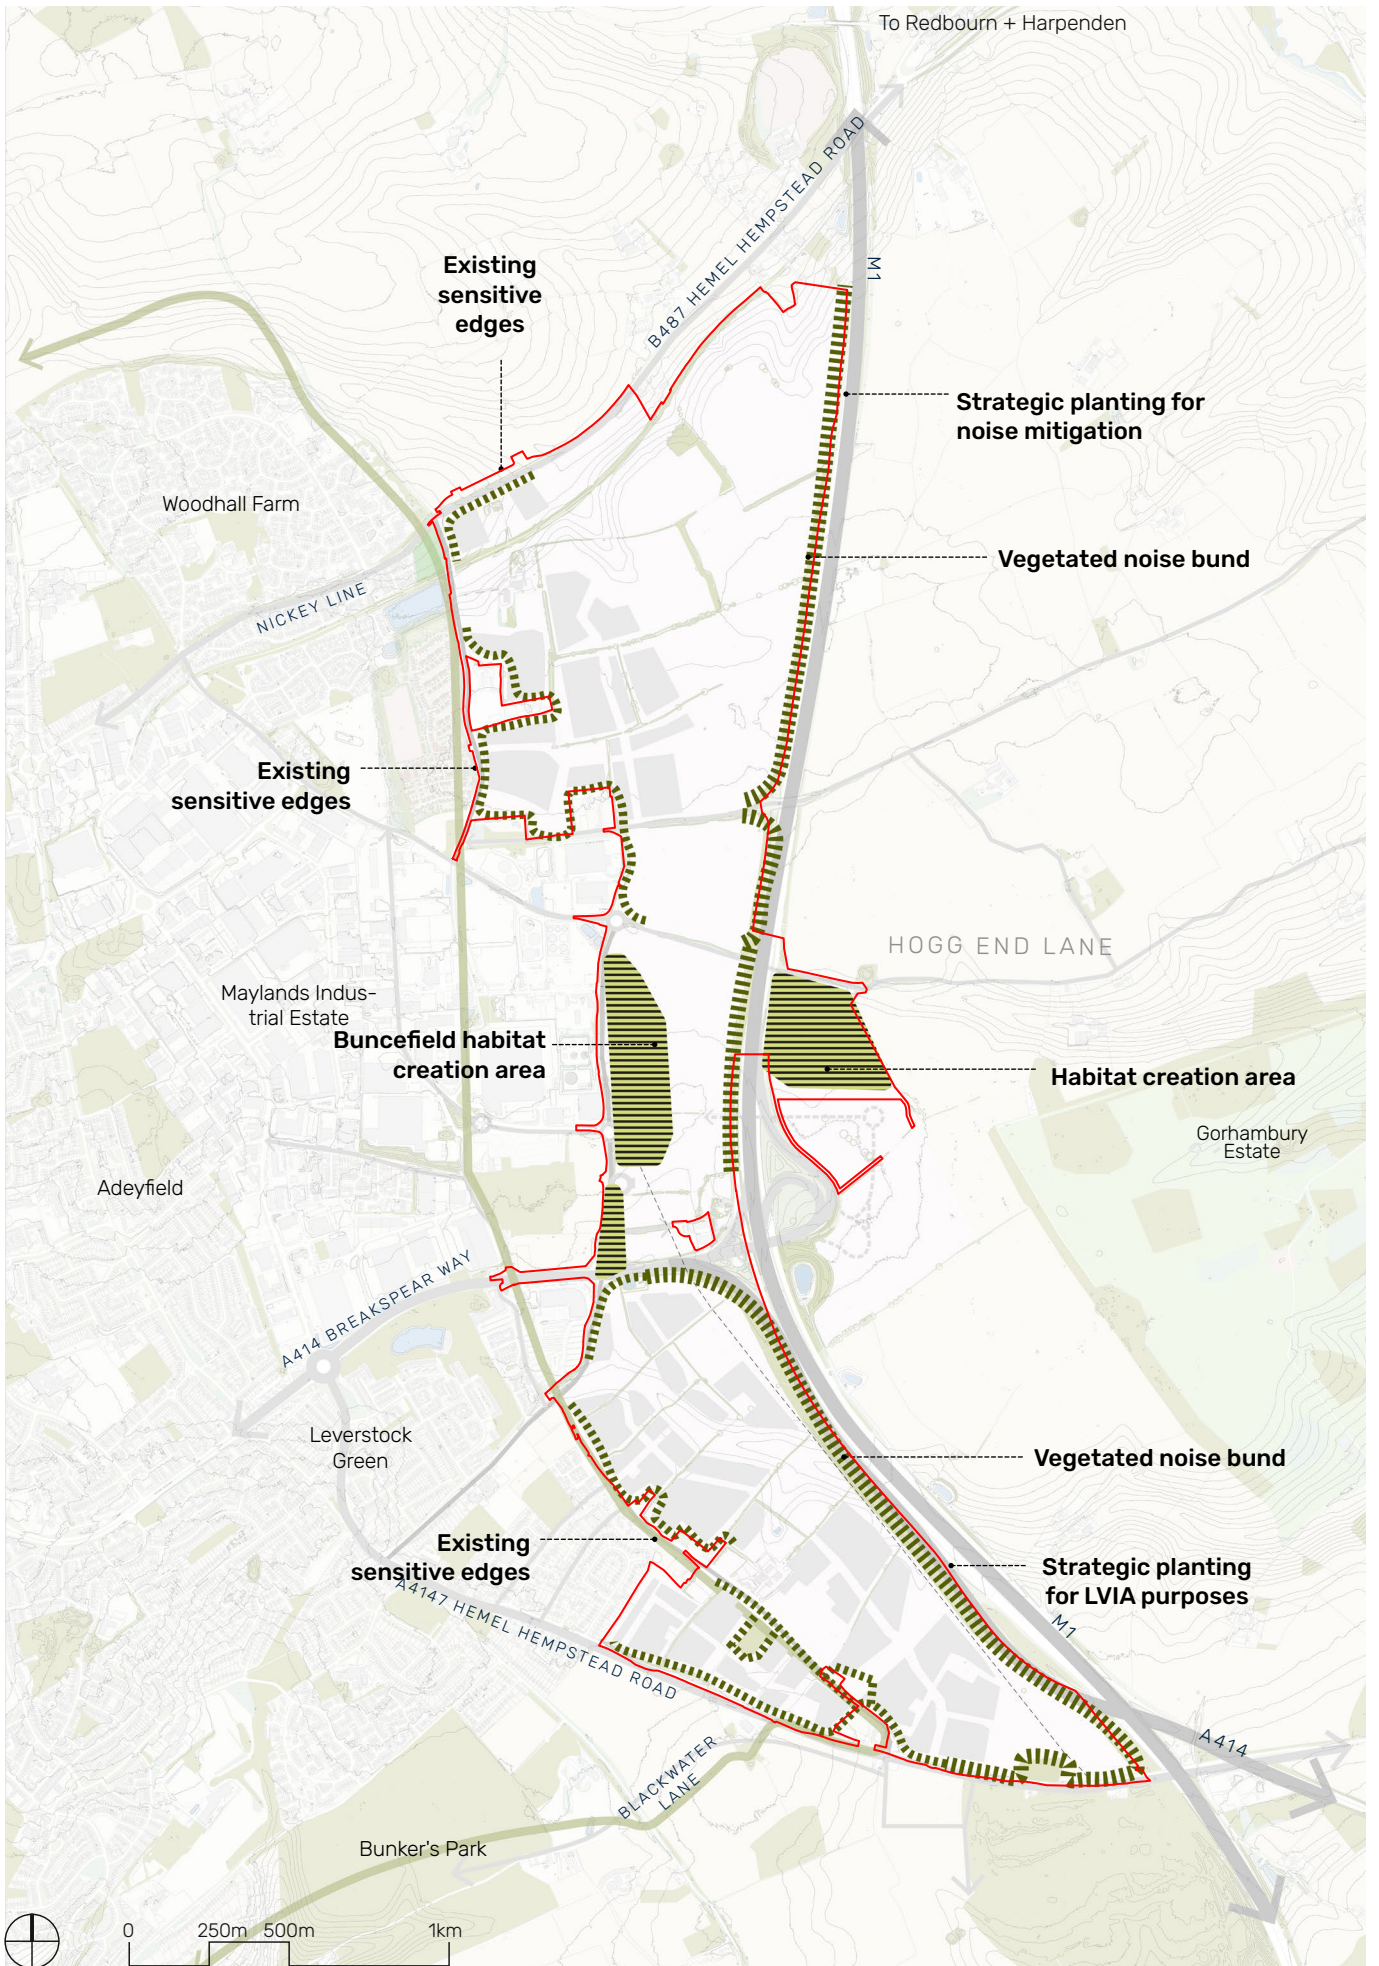 To Redbourn + Harpenden
B487 HEMEL HEMPSTEAD ROAD
M1
Existing
sensitive
edges
Strategic planting for
noise mitigation
Woodhall Farm
Vegetated noise bund
NICKEY LINE
Existing
sensitive edges
HOGG END LANE
Maylands Indus-
trial Estate
Buncefield habitat
creation area
Habitat creation area
Gorhambury
Estate
Adeyfield
A414 BREAKSPEAR WAY
Leverstock
Green
Vegetated noise bund
Existing
sensitive edges
Strategic planting
for LVIA purposes
A4147 HEMEL HEMPSTEAD ROAD
M1
A414
BLACKWATER
LANE
Bunker's Park
0 250m 500m 1km